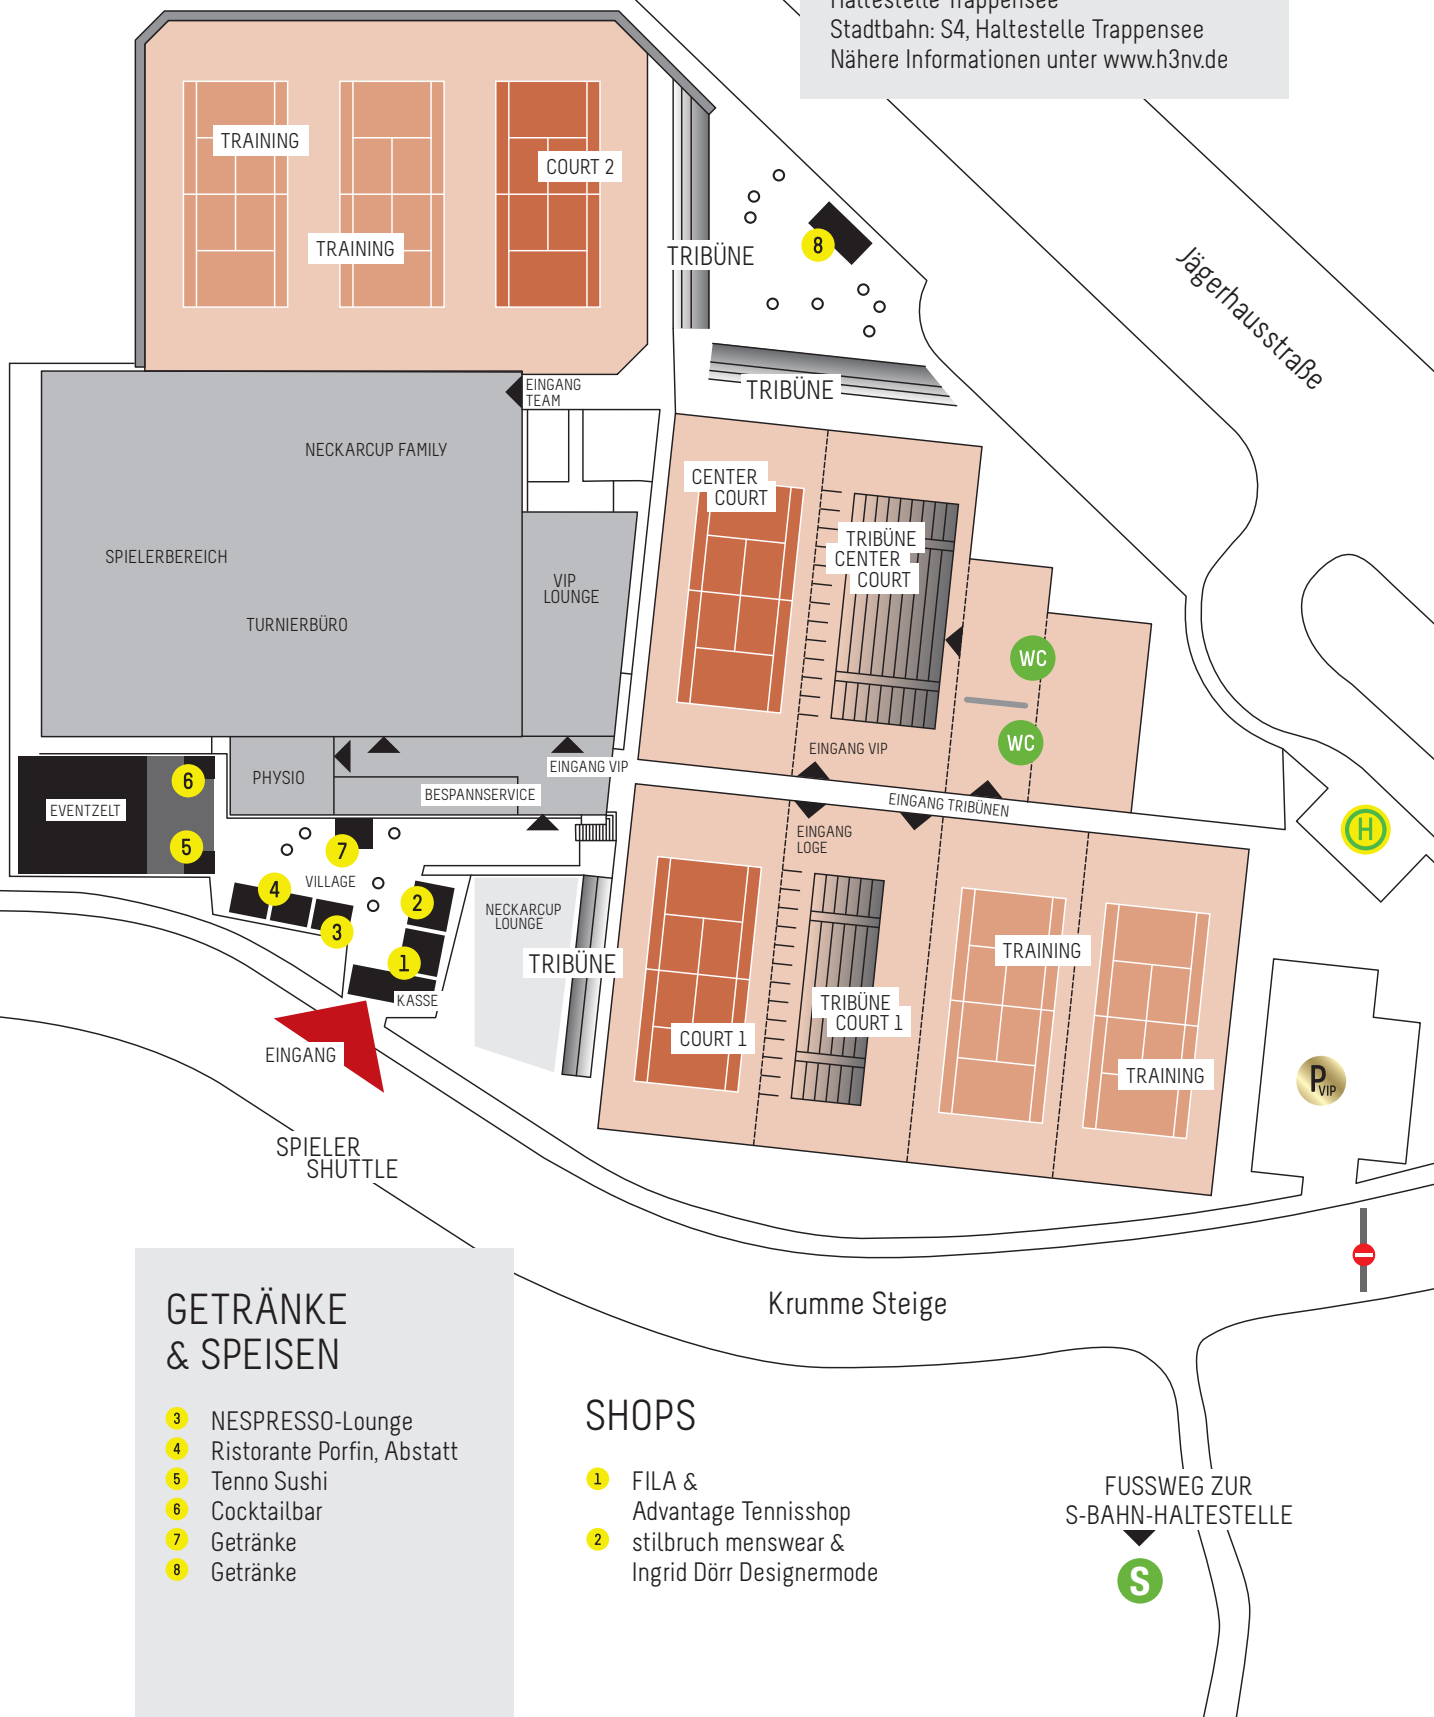 Haltestelle Trappensee
Stadtbahn: S4, Haltestelle Trappensee
Nähere Informationen unter www.h3nv.de
TRAINING
COURT 2
TRAINING
TRIBÜNE
8
Jägerhausstraße
TRIBÜNE
EINGANG
TEAM
NECKARCUP FAMILY
CENTER
COURT
SPIELERBEREICH
TRIBÜNE
CENTER
COURT
VIP
LOUNGE
TURNIERBÜRO
WC
WC
EINGANG VIP
EINGANG VIP
PHYSIO
BESPANNSERVICE
EINGANG TRIBÜNEN
EVENTZELT
6
5
EINGANG
LOGE
H
7
VILLAGE
4
3
2
1
NECKARCUP
LOUNGE
TRIBÜNE
KASSE
TRAINING
TRIBÜNE
COURT 1
COURT 1
TRAINING
EINGANG
PVIP
SPIELER
SHUTTLE
Krumme Steige
GETRÄNKE
& SPEISEN
3 NESPRESSO-Lounge
4 Ristorante Porfin, Abstatt
5 Tenno Sushi
6 Cocktailbar
7 Getränke
8 Getränke
SHOPS
1 FILA &
Advantage Tennisshop
2 stilbruch menswear &
Ingrid Dörr Designermode
FUSSWEG ZUR
S-BAHN-HALTESTELLE
S